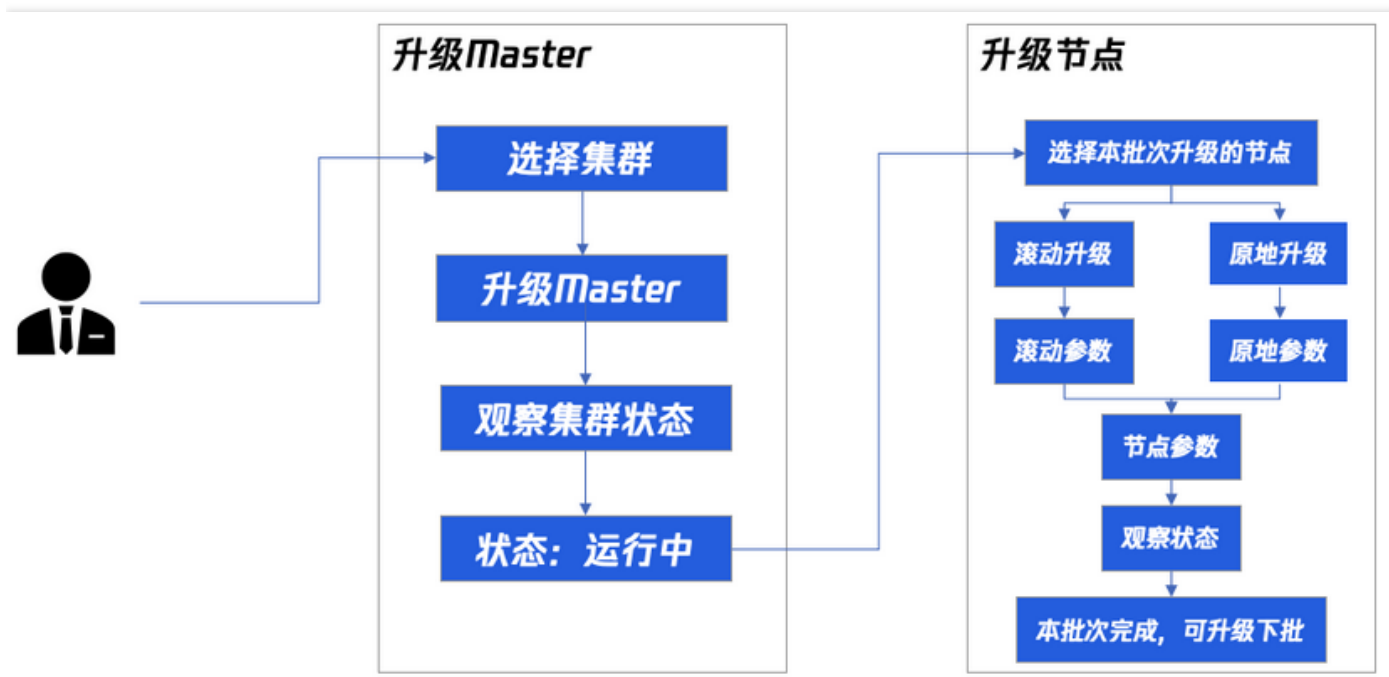 升级Master
选择集群
升级Master
观察集群状态
状态：运行中
升级节点
选择本批次升级的节点
滚动升级
原地升级
滚动参数
原地参数
节点参数
观察状态
本批次完成，可升级下批